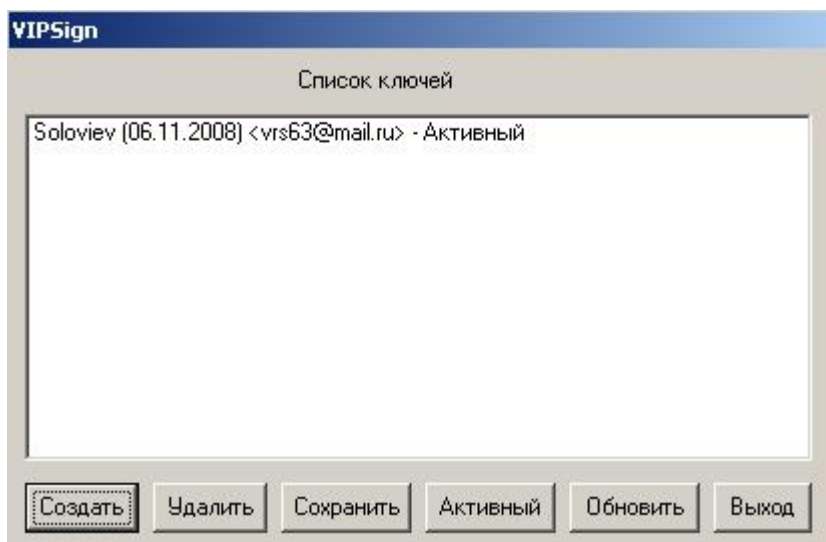 VIPSign
Список ключей
Soloviev (06.11.2008) <vrs63@mail.ru> - Активный
Создать Удалить Сохранить Активный Обновить Выход